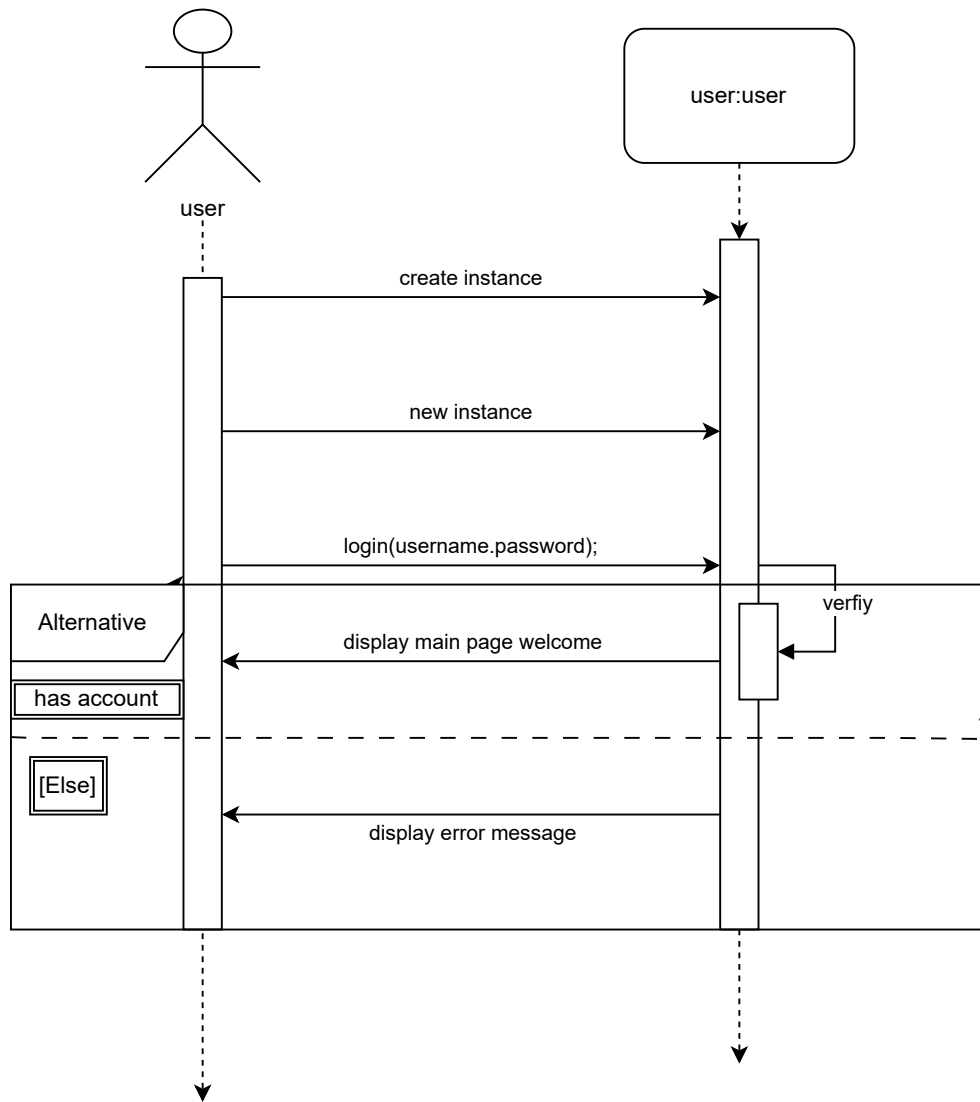 user:user
user
create instance
new instance
login(username.password);
verfiy
Alternative
display main page welcome
has account
[Else]
display error message